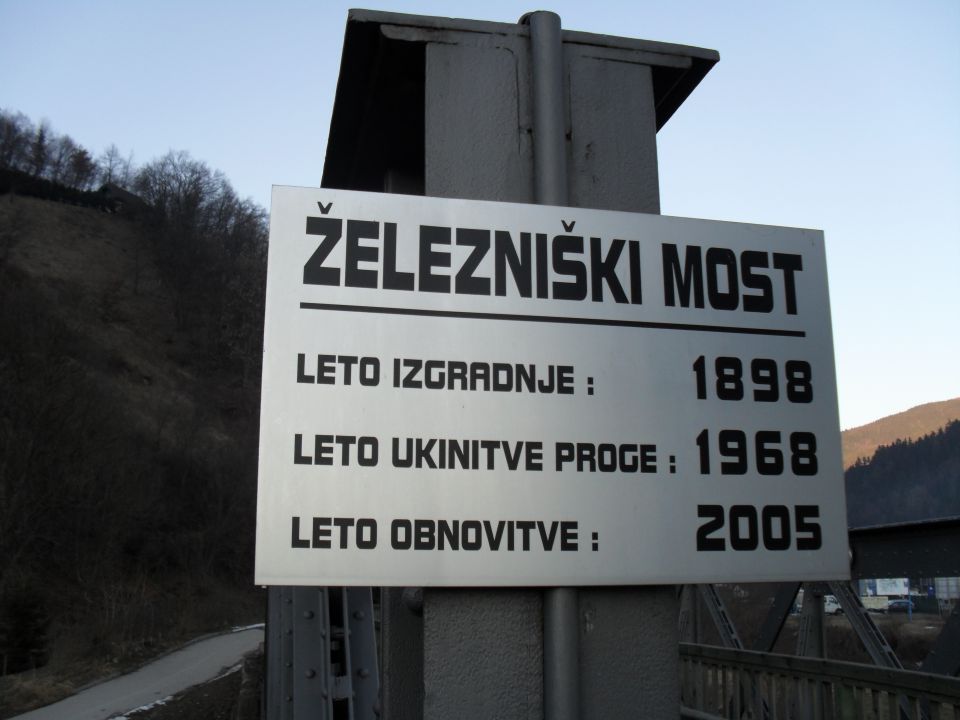 ŽELEZNIŠKI MOST
LETO IZGRADNJE : 1898
LETO UKINITVE PROGE : 1968
LETO OBNOVITVE : 2005